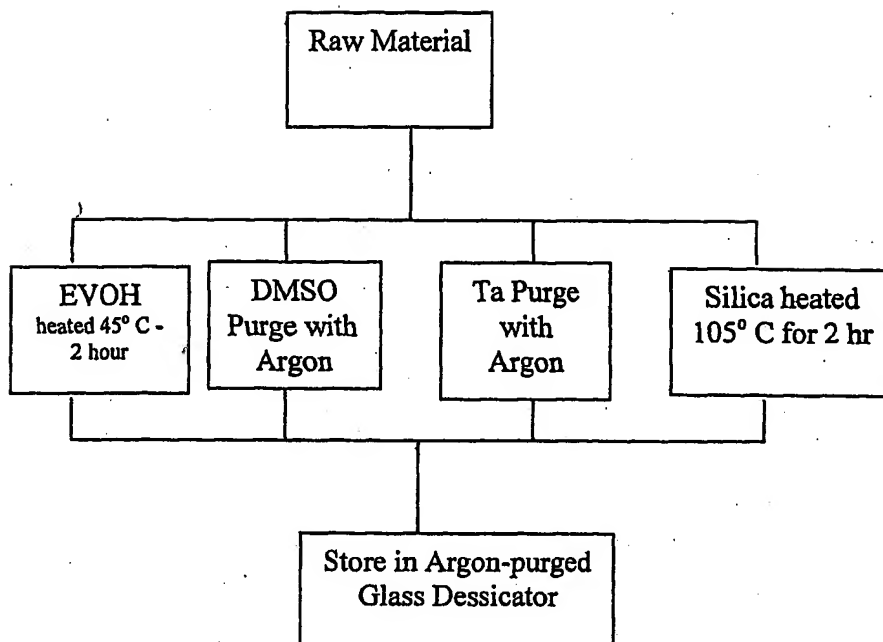 Raw Material
EVOH
heated 45° C -
2 hour
DMSO
Purge with
Argon
Ta Purge
with
Argon
Silica heated
105° C for 2 hr
Store in Argon-purged
Glass Dessicator